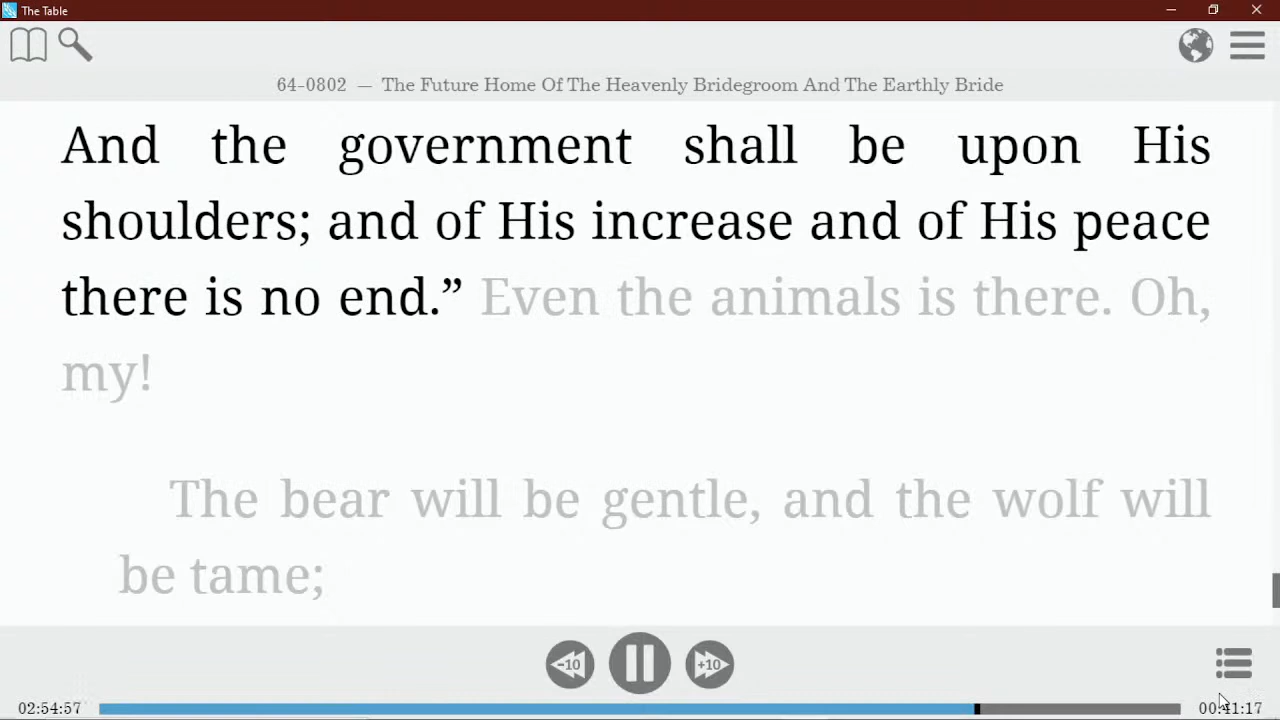 The Table
64-0802 — The Future Home Of The Heavenly Bridegroom And The Earthly Bride
And the government shall be upon His
shoulders; and of His increase and of His peace
there is no end.” Even the animals is there. Oh,
my!
The bear will be gentle, and the wolf will
be tame;
-10 +10
02:54:57 00:41:17